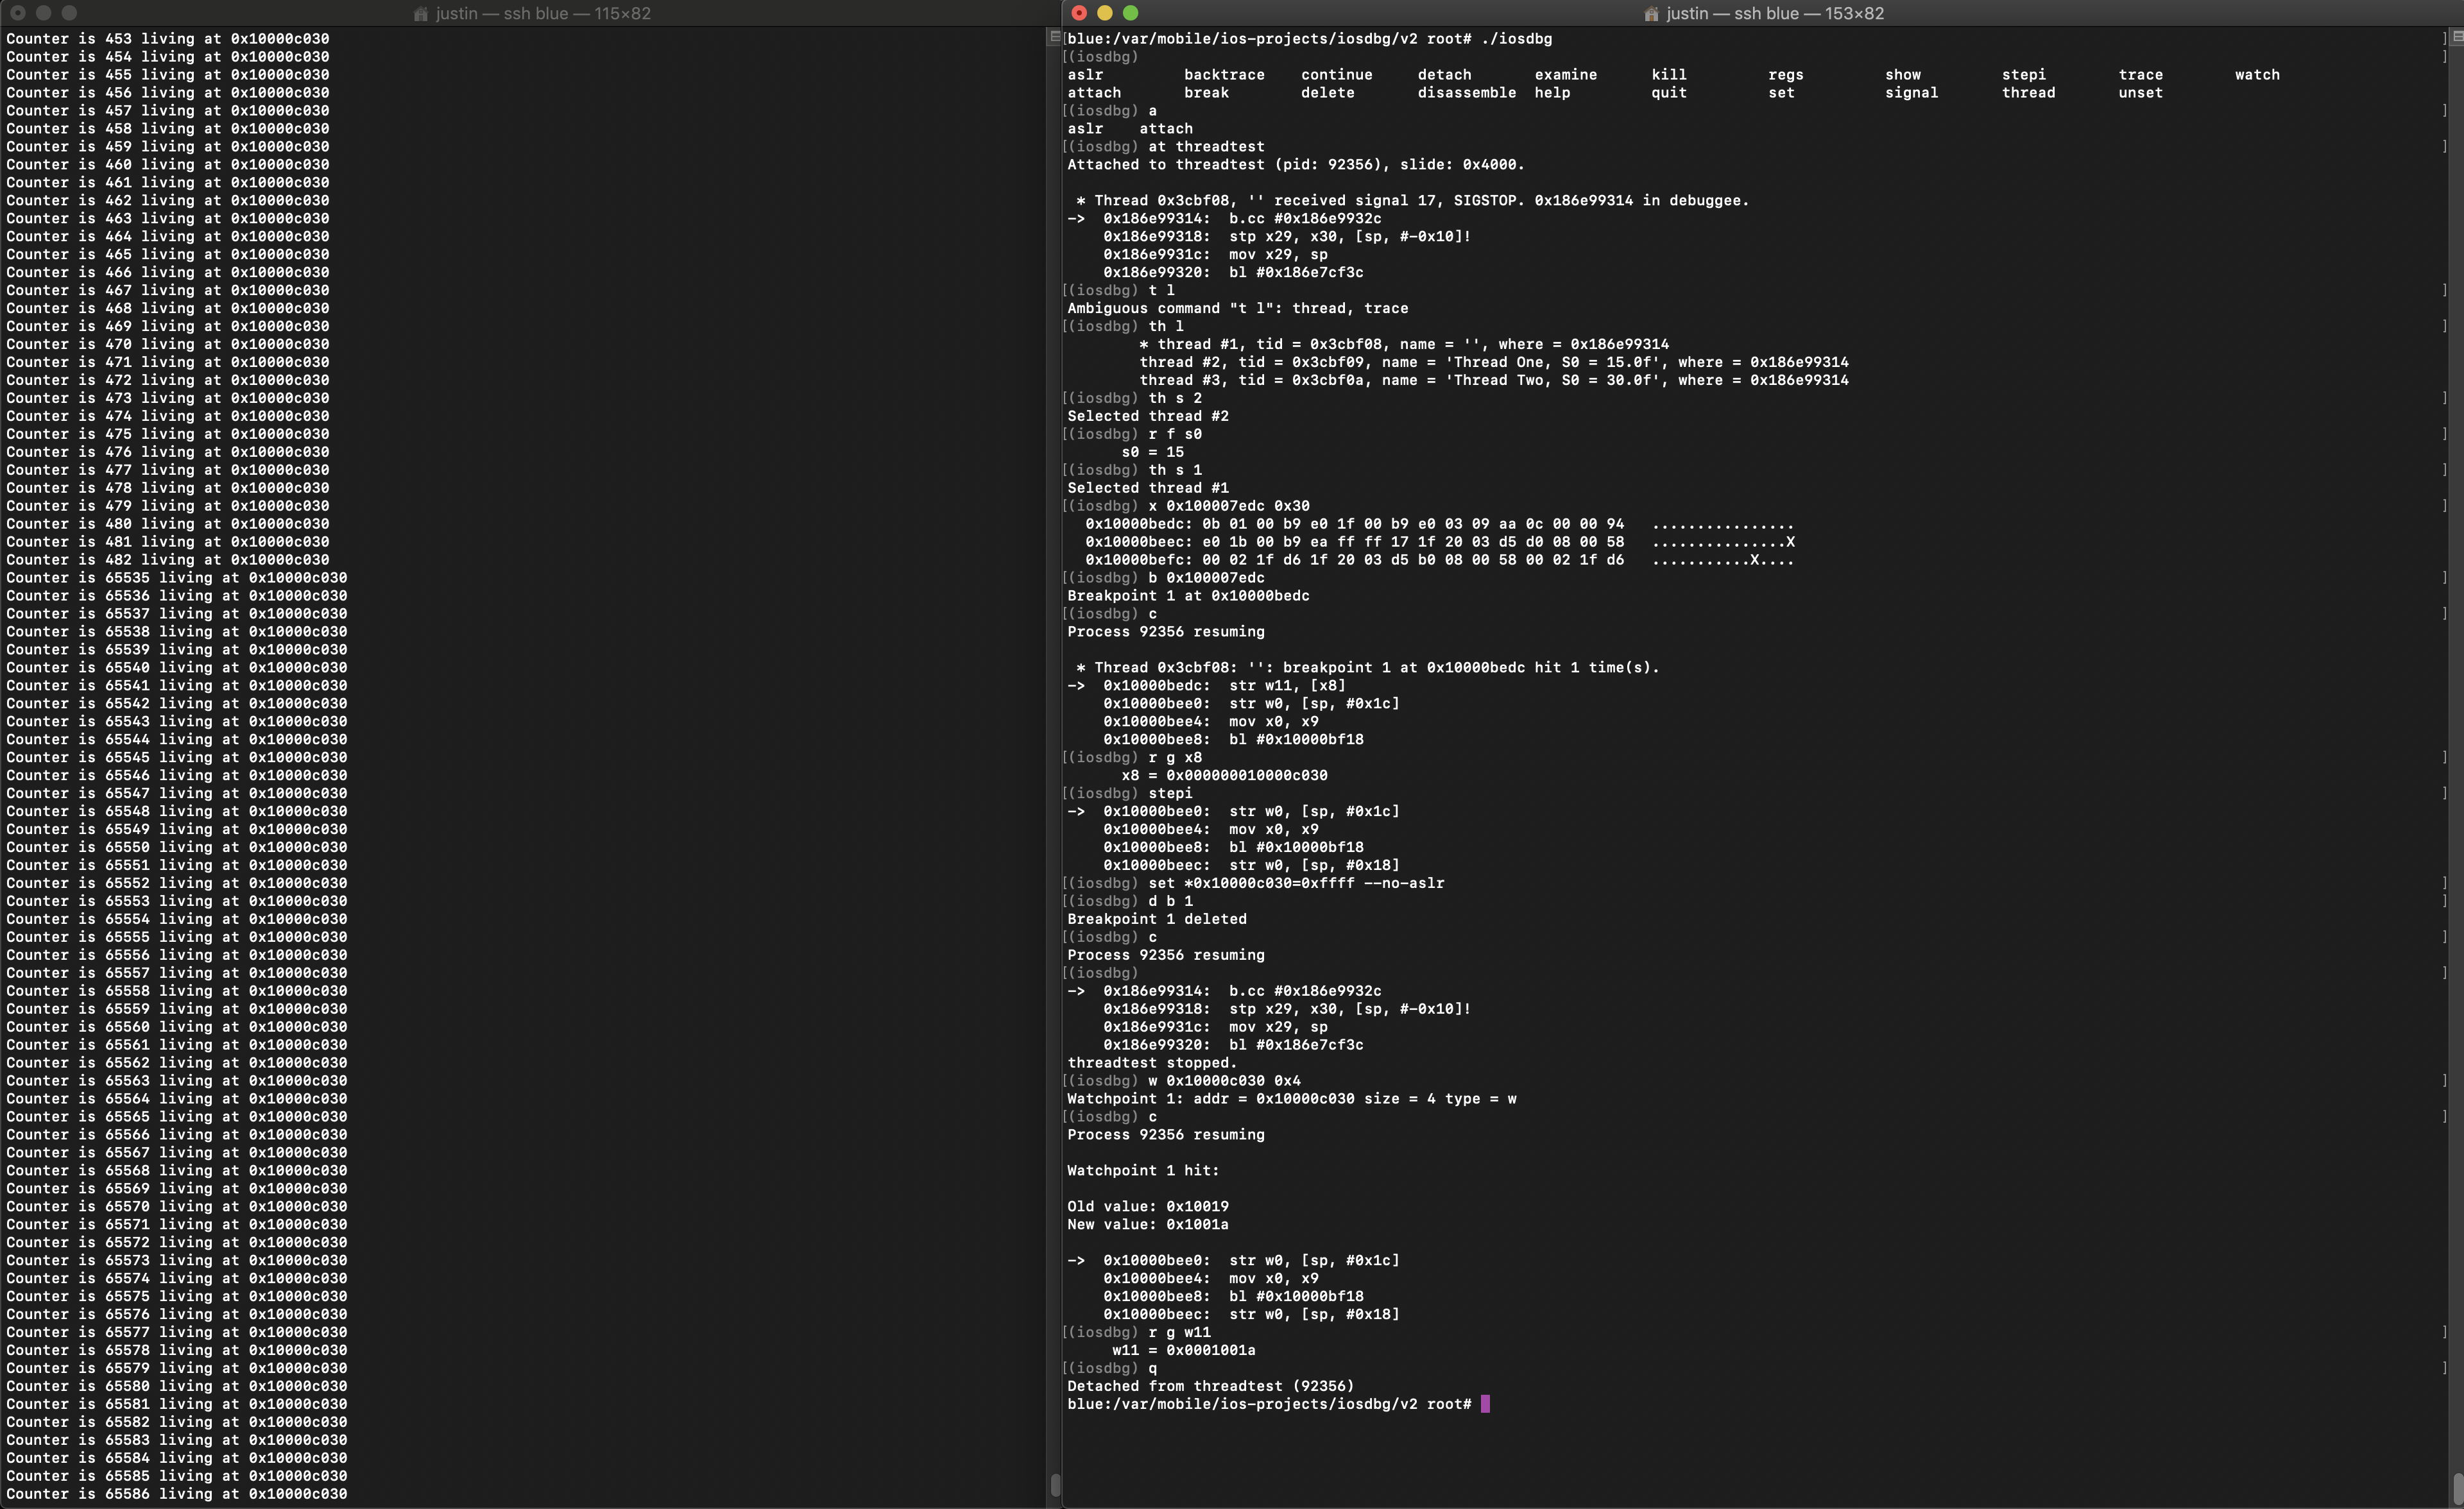 justin — ssh blue — 115×82
Counter is 453 living at 0x10000c030
Counter is 454 living at 0x10000c030
Counter is 455 living at 0x10000c030
Counter is 456 living at 0x10000c030
Counter is 457 living at 0x10000c030
Counter is 458 living at 0x10000c030
Counter is 459 living at 0x10000c030
Counter is 460 living at 0x10000c030
Counter is 461 living at 0x10000c030
Counter is 462 living at 0x10000c030
Counter is 463 living at 0x10000c030
Counter is 464 living at 0x10000c030
Counter is 465 living at 0x10000c030
Counter is 466 living at 0x10000c030
Counter is 467 living at 0x10000c030
Counter is 468 living at 0x10000c030
Counter is 469 living at 0x10000c030
Counter is 470 living at 0x10000c030
Counter is 471 living at 0x10000c030
Counter is 472 living at 0x10000c030
Counter is 473 living at 0x10000c030
Counter is 474 living at 0x10000c030
Counter is 475 living at 0x10000c030
Counter is 476 living at 0x10000c030
Counter is 477 living at 0x10000c030
Counter is 478 living at 0x10000c030
Counter is 479 living at 0x10000c030
Counter is 480 living at 0x10000c030
Counter is 481 living at 0x10000c030
Counter is 482 living at 0x10000c030
Counter is 65535 living at 0x10000c030
Counter is 65536 living at 0x10000c030
Counter is 65537 living at 0x10000c030
Counter is 65538 living at 0x10000c030
Counter is 65539 living at 0x10000c030
Counter is 65540 living at 0x10000c030
Counter is 65541 living at 0x10000c030
Counter is 65542 living at 0x10000c030
Counter is 65543 living at 0x10000c030
Counter is 65544 living at 0x10000c030
Counter is 65545 living at 0x10000c030
Counter is 65546 living at 0x10000c030
Counter is 65547 living at 0x10000c030
Counter is 65548 living at 0x10000c030
Counter is 65549 living at 0x10000c030
Counter is 65550 living at 0x10000c030
Counter is 65551 living at 0x10000c030
Counter is 65552 living at 0x10000c030
Counter is 65553 living at 0x10000c030
Counter is 65554 living at 0x10000c030
Counter is 65555 living at 0x10000c030
Counter is 65556 living at 0x10000c030
Counter is 65557 living at 0x10000c030
Counter is 65558 living at 0x10000c030
Counter is 65559 living at 0x10000c030
Counter is 65560 living at 0x10000c030
Counter is 65561 living at 0x10000c030
Counter is 65562 living at 0x10000c030
Counter is 65563 living at 0x10000c030
Counter is 65564 living at 0x10000c030
Counter is 65565 living at 0x10000c030
Counter is 65566 living at 0x10000c030
Counter is 65567 living at 0x10000c030
Counter is 65568 living at 0x10000c030
Counter is 65569 living at 0x10000c030
Counter is 65570 living at 0x10000c030
Counter is 65571 living at 0x10000c030
Counter is 65572 living at 0x10000c030
Counter is 65573 living at 0x10000c030
Counter is 65574 living at 0x10000c030
Counter is 65575 living at 0x10000c030
Counter is 65576 living at 0x10000c030
Counter is 65577 living at 0x10000c030
Counter is 65578 living at 0x10000c030
Counter is 65579 living at 0x10000c030
Counter is 65580 living at 0x10000c030
Counter is 65581 living at 0x10000c030
Counter is 65582 living at 0x10000c030
Counter is 65583 living at 0x10000c030
Counter is 65584 living at 0x10000c030
Counter is 65585 living at 0x10000c030
Counter is 65586 living at 0x10000c030
justin — ssh blue — 153×82
[blue:/var/mobile/ios-projects/iosdbg/v2 root# ./iosdbg ]
[(iosdbg) ]
aslr backtrace continue detach examine kill regs show stepi trace watch
attach break delete disassemble help quit set signal thread unset
[(iosdbg) a ]
aslr attach
[(iosdbg) at threadtest ]
Attached to threadtest (pid: 92356), slide: 0x4000.
* Thread 0x3cbf08, '' received signal 17, SIGSTOP. 0x186e99314 in debuggee.
-> 0x186e99314: b.cc #0x186e9932c
0x186e99318: stp x29, x30, [sp, #-0x10]!
0x186e9931c: mov x29, sp
0x186e99320: bl #0x186e7cf3c
[(iosdbg) t l ]
Ambiguous command "t l": thread, trace
[(iosdbg) th l ]
* thread #1, tid = 0x3cbf08, name = '', where = 0x186e99314
thread #2, tid = 0x3cbf09, name = 'Thread One, S0 = 15.0f', where = 0x186e99314
thread #3, tid = 0x3cbf0a, name = 'Thread Two, S0 = 30.0f', where = 0x186e99314
[(iosdbg) th s 2 ]
Selected thread #2
[(iosdbg) r f s0 ]
s0 = 15
[(iosdbg) th s 1 ]
Selected thread #1
[(iosdbg) x 0x100007edc 0x30 ]
0x10000bedc: 0b 01 00 b9 e0 1f 00 b9 e0 03 09 aa 0c 00 00 94 ................
0x10000beec: e0 1b 00 b9 ea ff ff 17 1f 20 03 d5 d0 08 00 58 ...............X
0x10000befc: 00 02 1f d6 1f 20 03 d5 b0 08 00 58 00 02 1f d6 ...........X....
[(iosdbg) b 0x100007edc ]
Breakpoint 1 at 0x10000bedc
[(iosdbg) c ]
Process 92356 resuming
* Thread 0x3cbf08: '': breakpoint 1 at 0x10000bedc hit 1 time(s).
-> 0x10000bedc: str w11, [x8]
0x10000bee0: str w0, [sp, #0x1c]
0x10000bee4: mov x0, x9
0x10000bee8: bl #0x10000bf18
[(iosdbg) r g x8 ]
x8 = 0x000000010000c030
[(iosdbg) stepi ]
-> 0x10000bee0: str w0, [sp, #0x1c]
0x10000bee4: mov x0, x9
0x10000bee8: bl #0x10000bf18
0x10000beec: str w0, [sp, #0x18]
[(iosdbg) set *0x10000c030=0xffff --no-aslr ]
[(iosdbg) d b 1 ]
Breakpoint 1 deleted
[(iosdbg) c ]
Process 92356 resuming
[(iosdbg) ]
-> 0x186e99314: b.cc #0x186e9932c
0x186e99318: stp x29, x30, [sp, #-0x10]!
0x186e9931c: mov x29, sp
0x186e99320: bl #0x186e7cf3c
threadtest stopped.
[(iosdbg) w 0x10000c030 0x4 ]
Watchpoint 1: addr = 0x10000c030 size = 4 type = w
[(iosdbg) c ]
Process 92356 resuming
Watchpoint 1 hit:
Old value: 0x10019
New value: 0x1001a
-> 0x10000bee0: str w0, [sp, #0x1c]
0x10000bee4: mov x0, x9
0x10000bee8: bl #0x10000bf18
0x10000beec: str w0, [sp, #0x18]
[(iosdbg) r g w11 ]
w11 = 0x0001001a
[(iosdbg) q ]
Detached from threadtest (92356)
blue:/var/mobile/ios-projects/iosdbg/v2 root#